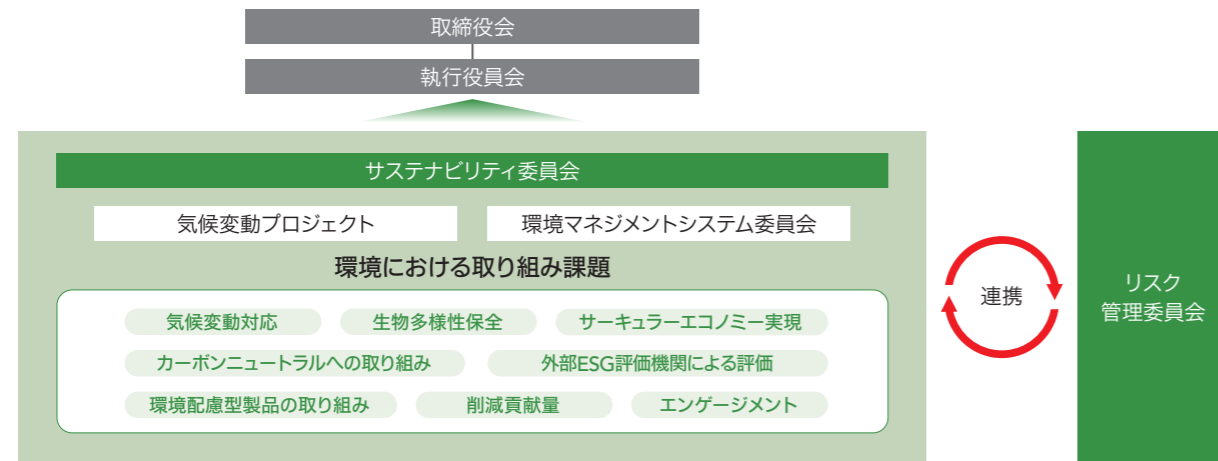 取締役会
執行役員会
サステナビリティ委員会
気候変動プロジェクト
環境マネジメントシステム委員会
環境における取り組み課題
気候変動対応
生物多様性保全
サーキュラーエコノミー実現
カーボンニュートラルへの取り組み
外部ESG評価機関による評価
環境配慮型製品の取り組み
削減貢献量
エンゲージメント
連携
リスク
管理委員会